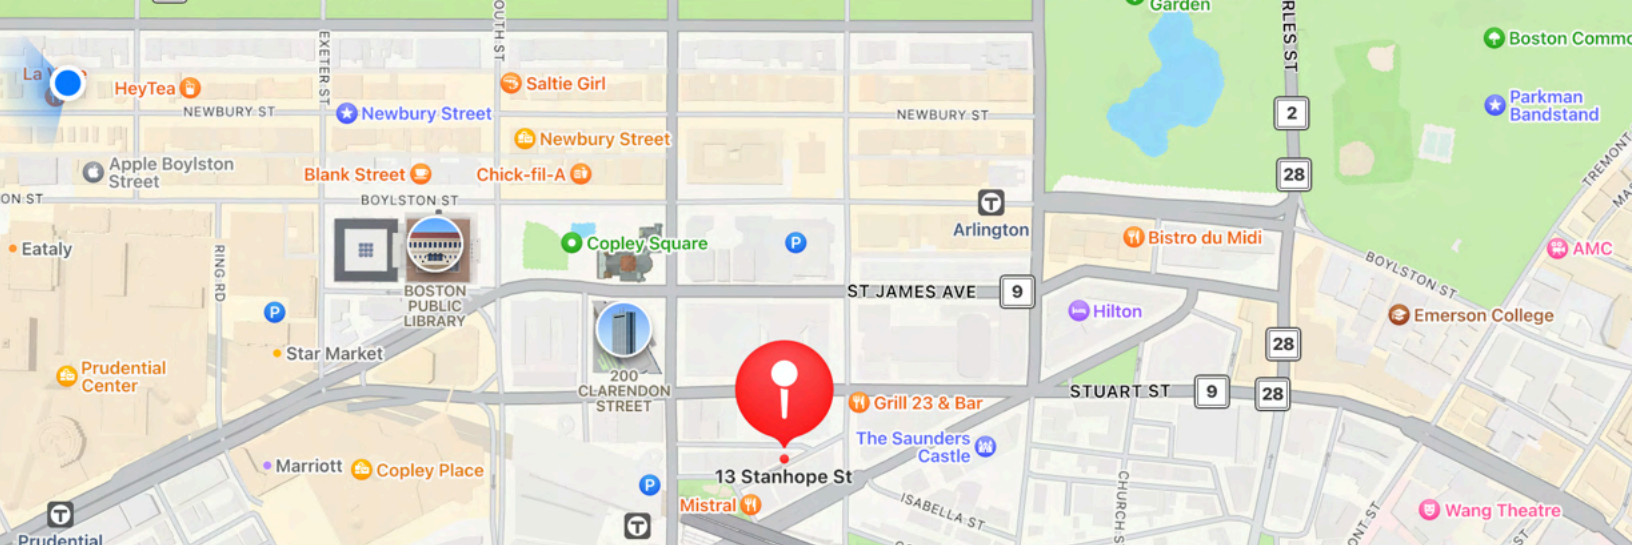 Garden
Boston Commo
CHARLES ST
EXETER ST
La V
HeyTea
Saltie Girl
NEWBURY ST
Newbury Street
NEWBURY ST
2
Parkman
Bandstand
Newbury Street
TREMONT
Apple Boylston
Street
Blank Street
Chick-fil-A
28
ON ST
BOYLSTON ST
Arlington
Eataly
Copley Square
P
Bistro du Midi
AMC
RING RD
BOYLSTON ST
BOSTON
PUBLIC
LIBRARY
ST JAMES AVE
9
P
Hilton
Emerson College
Star Market
28
Prudential
Center
200
CLARENDON
STREET
STUART ST
9
28
Grill 23 & Bar
The Saunders
Castle
Marriott
Copley Place
13 Stanhope St
P
Mistral
ISABELLA ST
CHURCH S
Wang Theatre
T
T
T
Prudential